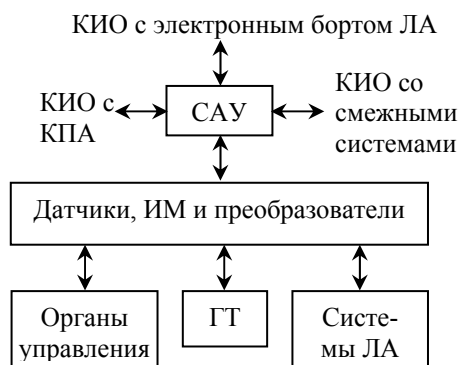 КИО с электронным бортом ЛА
КИО с
КПА
САУ
КИО со
смежными
системами
Датчики, ИМ и преобразователи
Органы
управления
ГТ
Систе-
мы ЛА